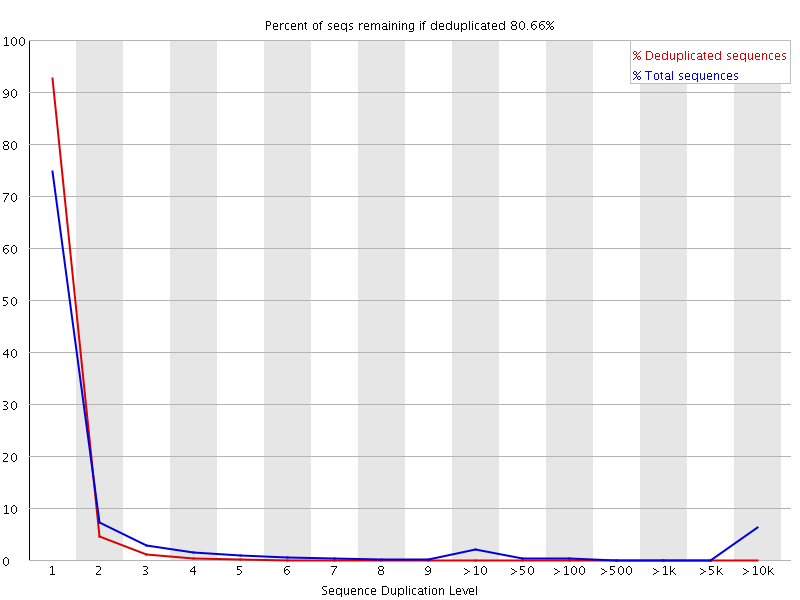 Percent of seqs remaining if deduplicated 80.66%
% Deduplicated sequences
% Total sequences
100
90
80
70
60
50
40
30
20
10
0
1 2 3 4 5 6 7 8 9 >10 >50 >100 >500 >1k >5k >10k
Sequence Duplication Level